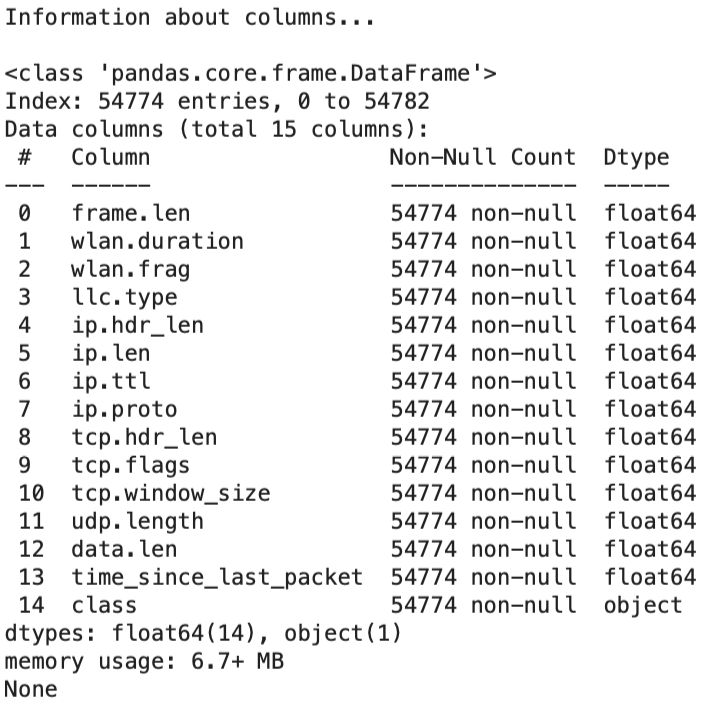 Information about columns...
<class 'pandas.core.frame.DataFrame'>
Index: 54774 entries, 0 to 54782
Data columns (total 15 columns):
 #   Column                  Non-Null Count  Dtype
---  ------                  --------------  -----
 0   frame.len               54774 non-null  float64
 1   wlan.duration           54774 non-null  float64
 2   wlan.frag               54774 non-null  float64
 3   llc.type                54774 non-null  float64
 4   ip.hdr_len              54774 non-null  float64
 5   ip.len                  54774 non-null  float64
 6   ip.ttl                  54774 non-null  float64
 7   ip.proto                54774 non-null  float64
 8   tcp.hdr_len             54774 non-null  float64
 9   tcp.flags               54774 non-null  float64
 10  tcp.window_size         54774 non-null  float64
 11  udp.length              54774 non-null  float64
 12  data.len                54774 non-null  float64
 13  time_since_last_packet  54774 non-null  float64
 14  class                   54774 non-null  object
dtypes: float64(14), object(1)
memory usage: 6.7+ MB
None